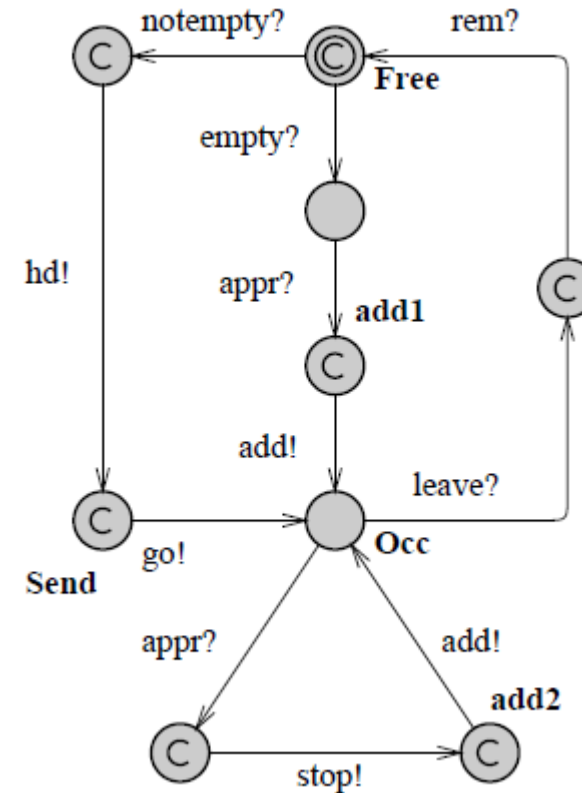 notempty?
rem?
C
C
Free
empty?
hd!
appr?
C
add1
C
add!
leave?
C
go!
Occ
Send
appr?
add!
add2
C
C
stop!